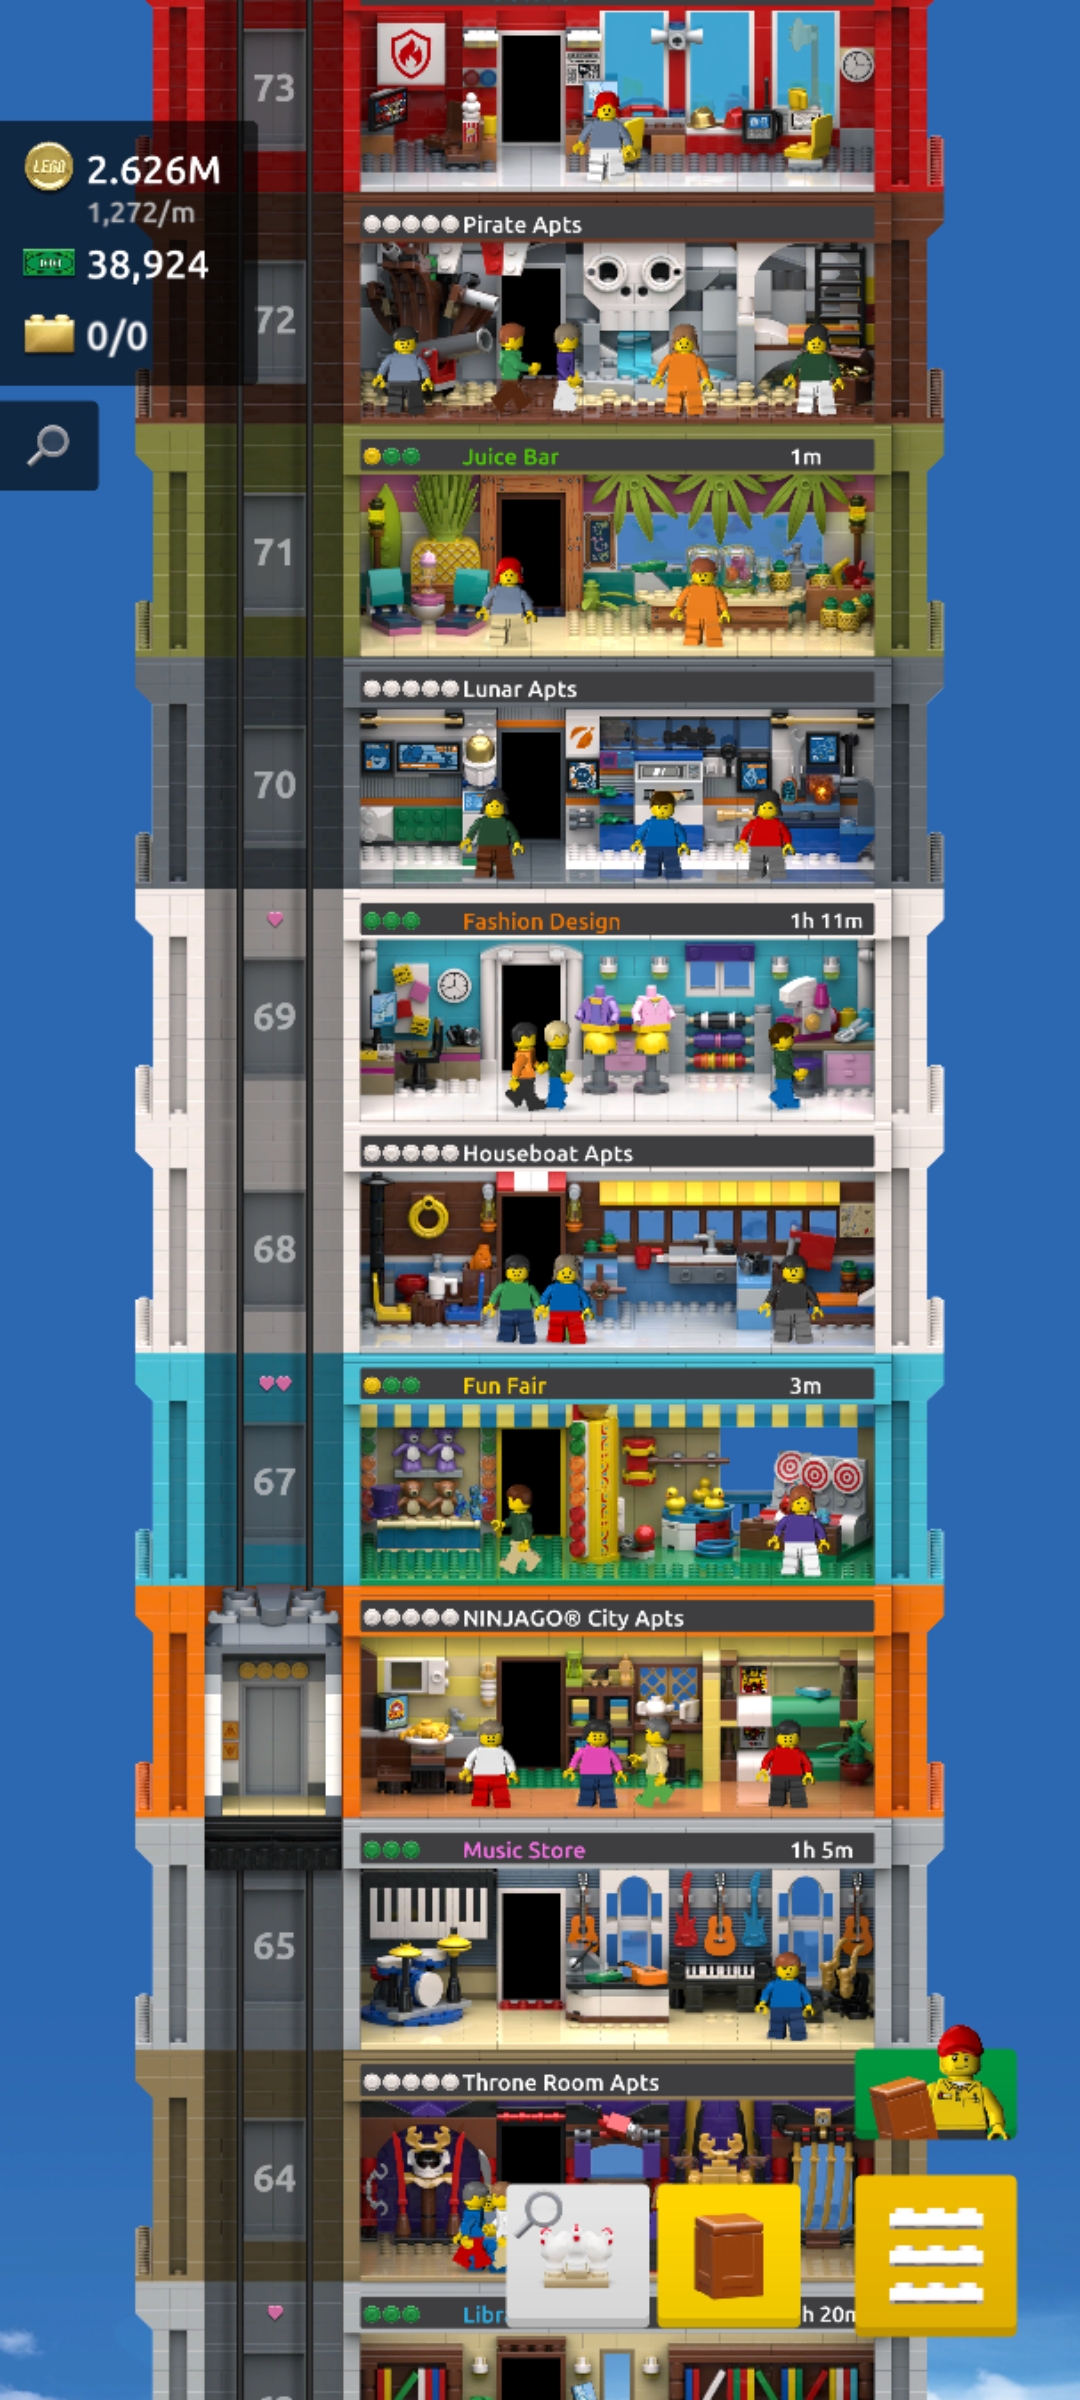 73
LEGO
2.626M
1,272/m
38,924
0/0
Pirate Apts
72
Juice Bar 1m
71
Lunar Apts
70
Fashion Design 1h 11m
69
Houseboat Apts
68
Fun Fair 3m
67
NINJAGO® City Apts
Music Store 1h 5m
65
Throne Room Apts
64
Libr h 20m